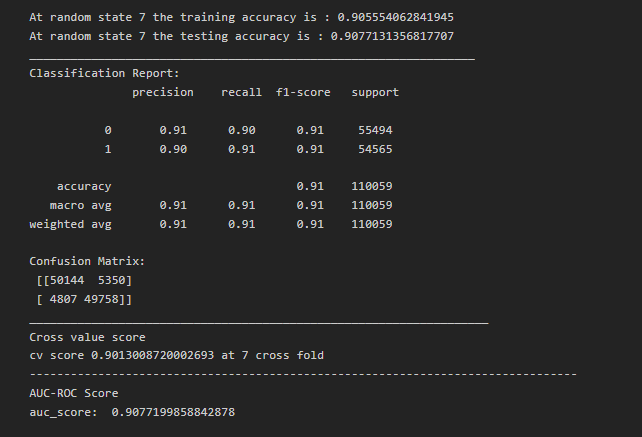 At random state 7 the training accuracy is : 0.905554062841945
At random state 7 the testing accuracy is : 0.9077131356817707
_________________________________________________________________
Classification Report:
              precision    recall  f1-score   support

           0       0.91      0.90      0.91     55494
           1       0.90      0.91      0.91     54565

    accuracy                           0.91    110059
   macro avg       0.91      0.91      0.91    110059
weighted avg       0.91      0.91      0.91    110059

Confusion Matrix:
 [[50144  5350]
 [ 4807 49758]]
___________________________________________________________________
Cross value score
cv score 0.9013008720002693 at 7 cross fold
--------------------------------------------------------------------------------
AUC-ROC Score
auc_score:  0.9077199858842878